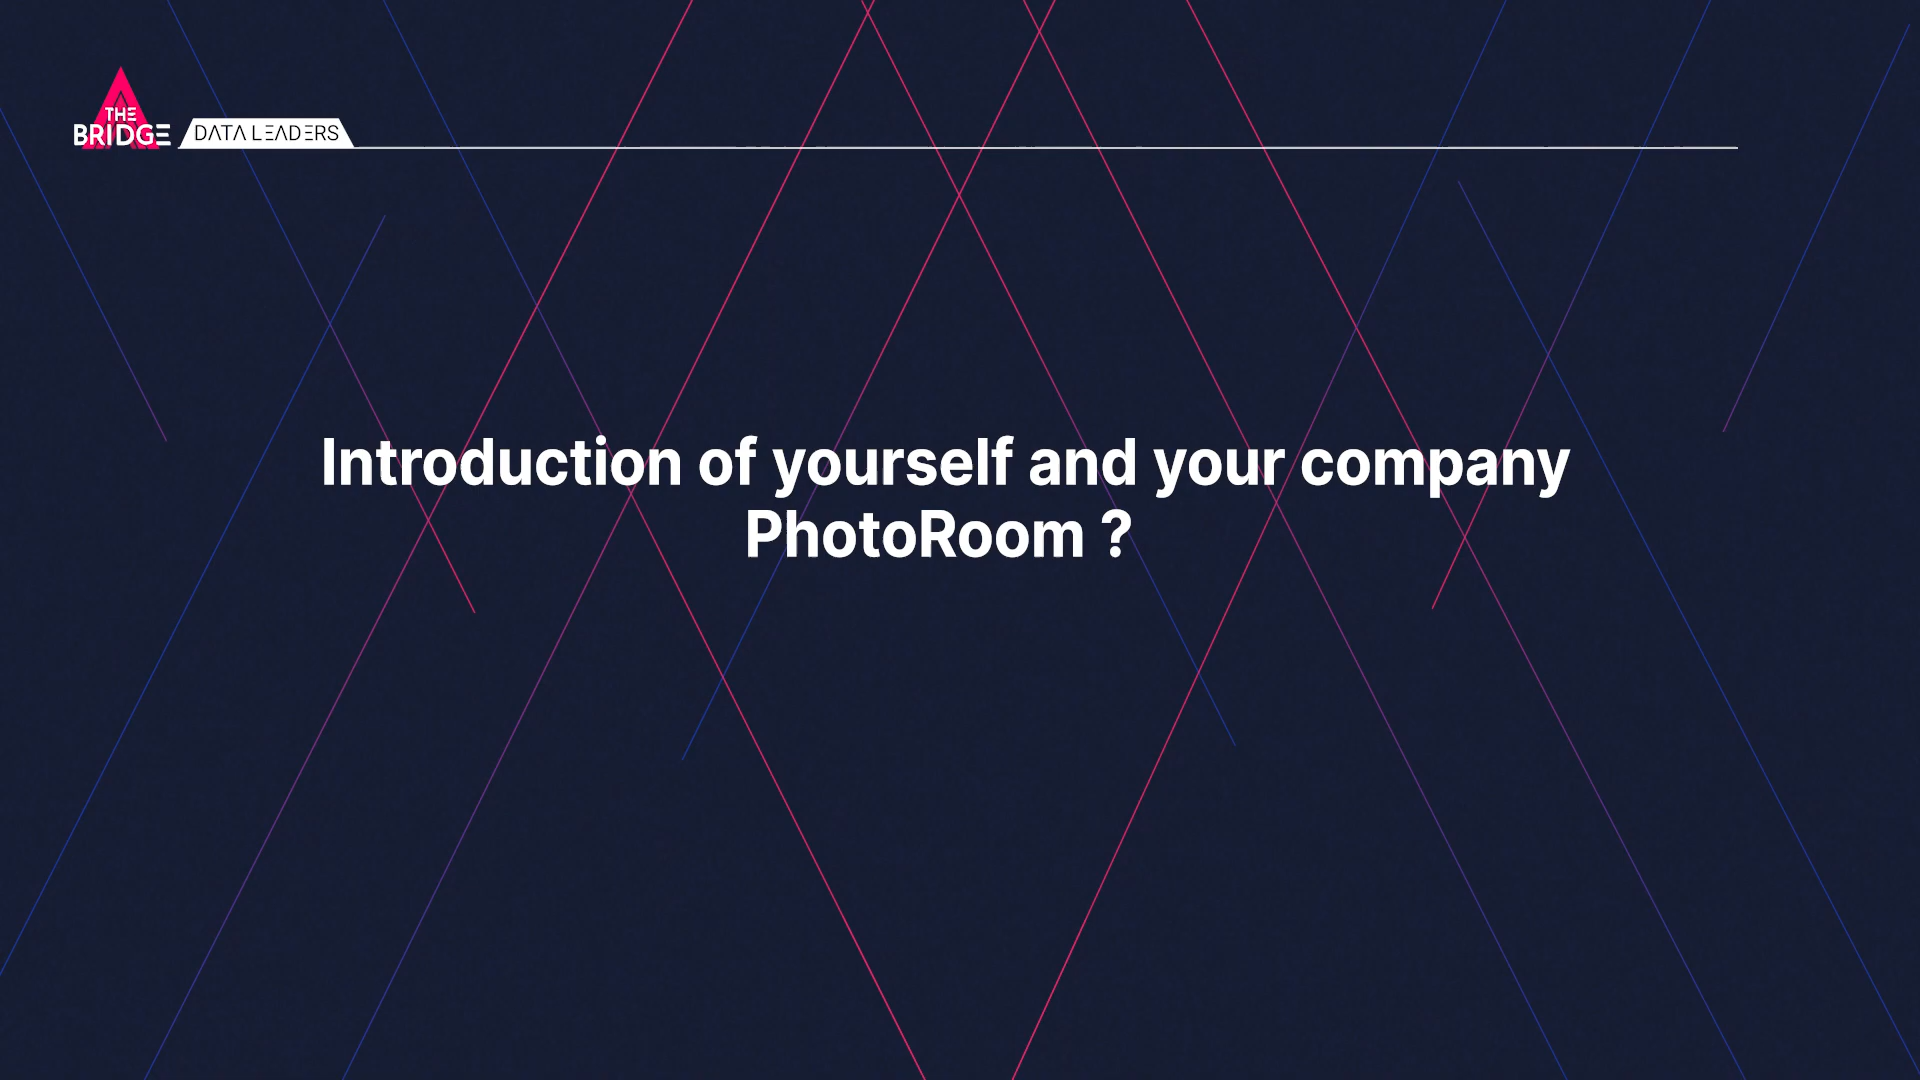 THE
BRIDGE
DATA LEADERS
Introduction of yourself and your company
PhotoRoom ?